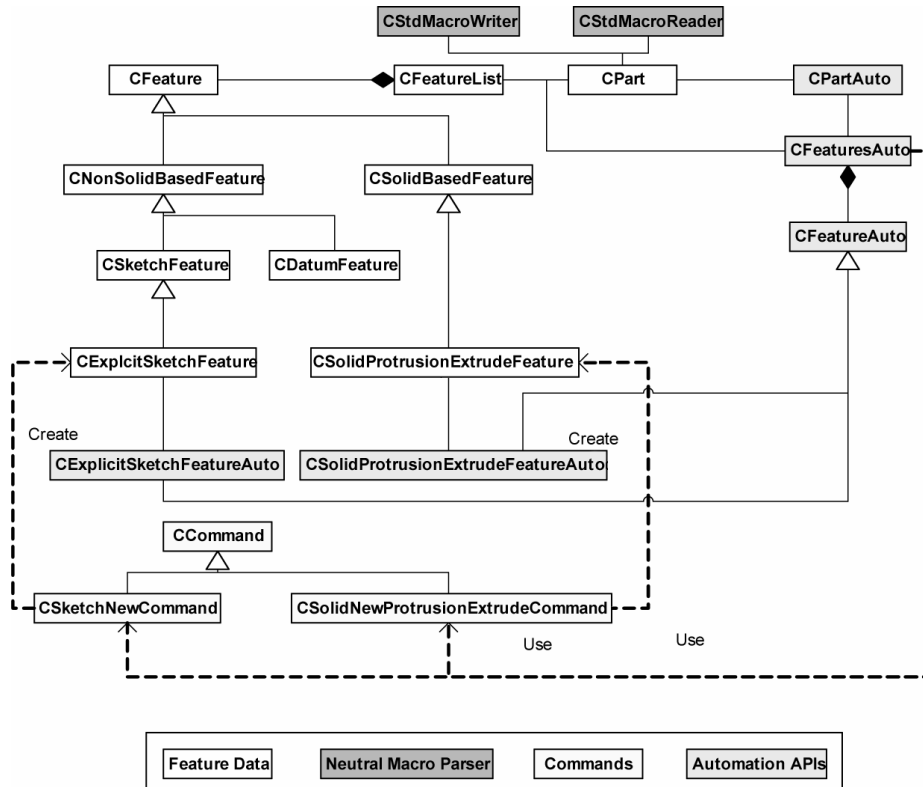 CStdMacroWriter
CStdMacroReader
CFeature
CFeatureList
CPart
CPartAuto
CFeaturesAuto
CNonSolidBasedFeature
CSolidBasedFeature
CFeatureAuto
CSketchFeature
CDatumFeature
CExplcitSketchFeature
CSolidProtrusionExtrudeFeature
Create
Create
CExplicitSketchFeatureAuto
CSolidProtrusionExtrudeFeatureAuto
CCommand
CSketchNewCommand
CSolidNewProtrusionExtrudeCommand
Use
Use
Feature Data
Neutral Macro Parser
Commands
Automation APIs